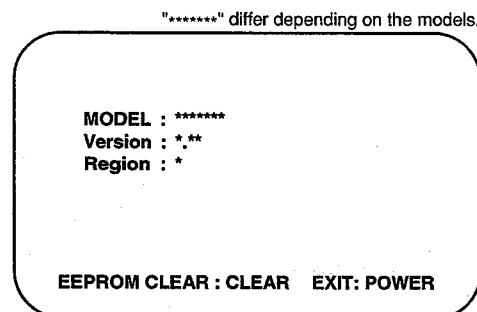 "*******" differ depending on the models.
MODEL : *******
Version : *.**
Region : *
EEPROM CLEAR : CLEAR EXIT: POWER